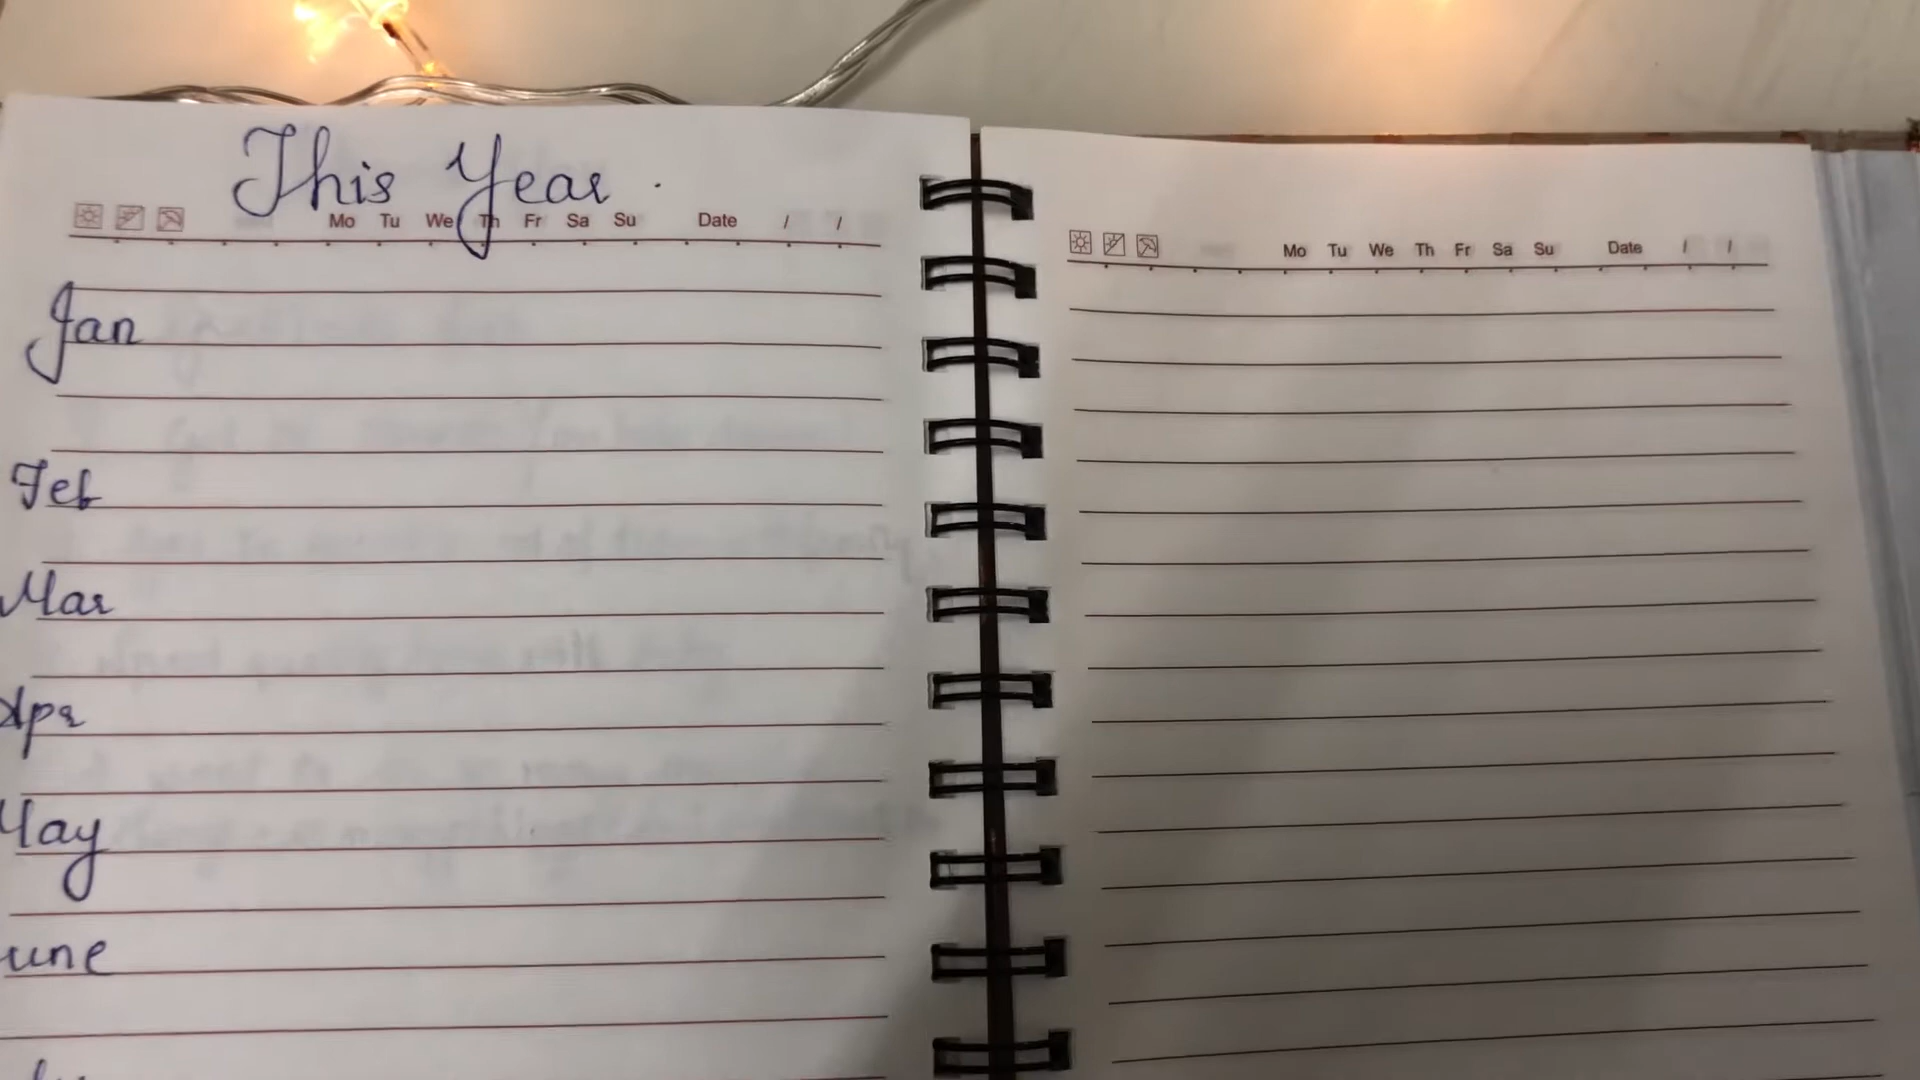 This Year.
Mo Tu We Th Fr Sa Su Date / /
Jan
Feb
Mar
Apr
May
une
Mo Tu We Th Fr Sa Su Date / /